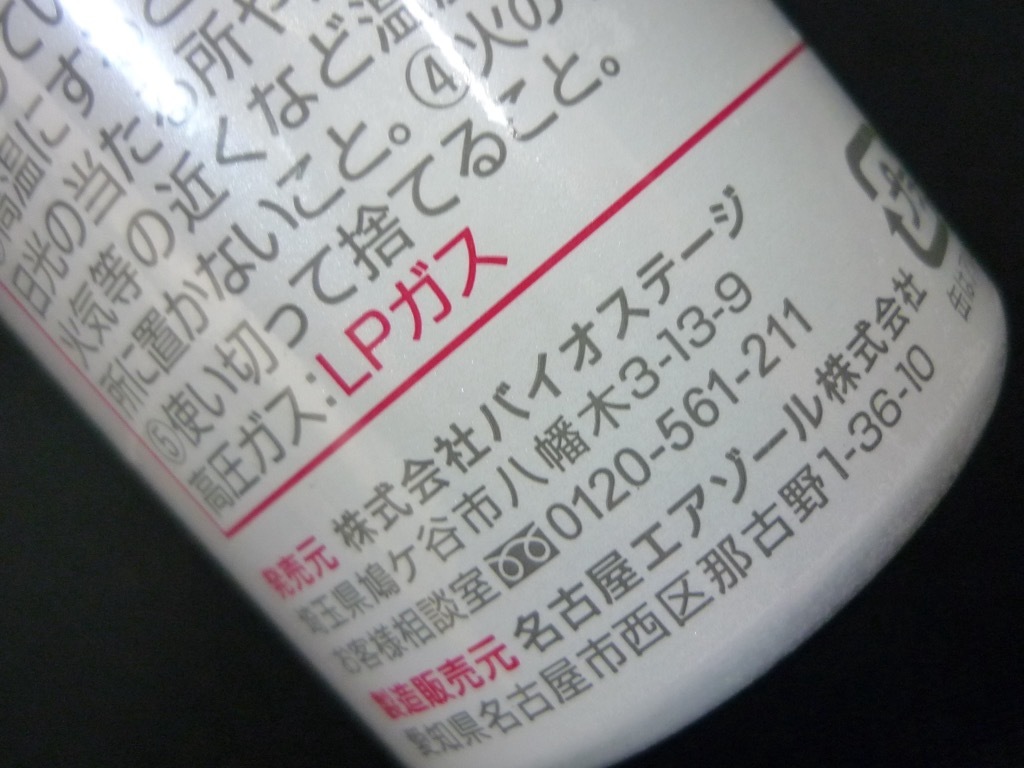 高温にす
日光の当たる所や
火気等の近くなど温
所に置かないこと。④火の
⑤使い切って捨てること。
高圧ガス:LPガス
発売元 株式会社バイオステージ
埼玉県鳩ケ谷市八幡木3-13-9
お客様相談室 0120-561-211
製造販売元 名古屋エアゾール株式会社
愛知県名古屋市西区那古野1-36-10